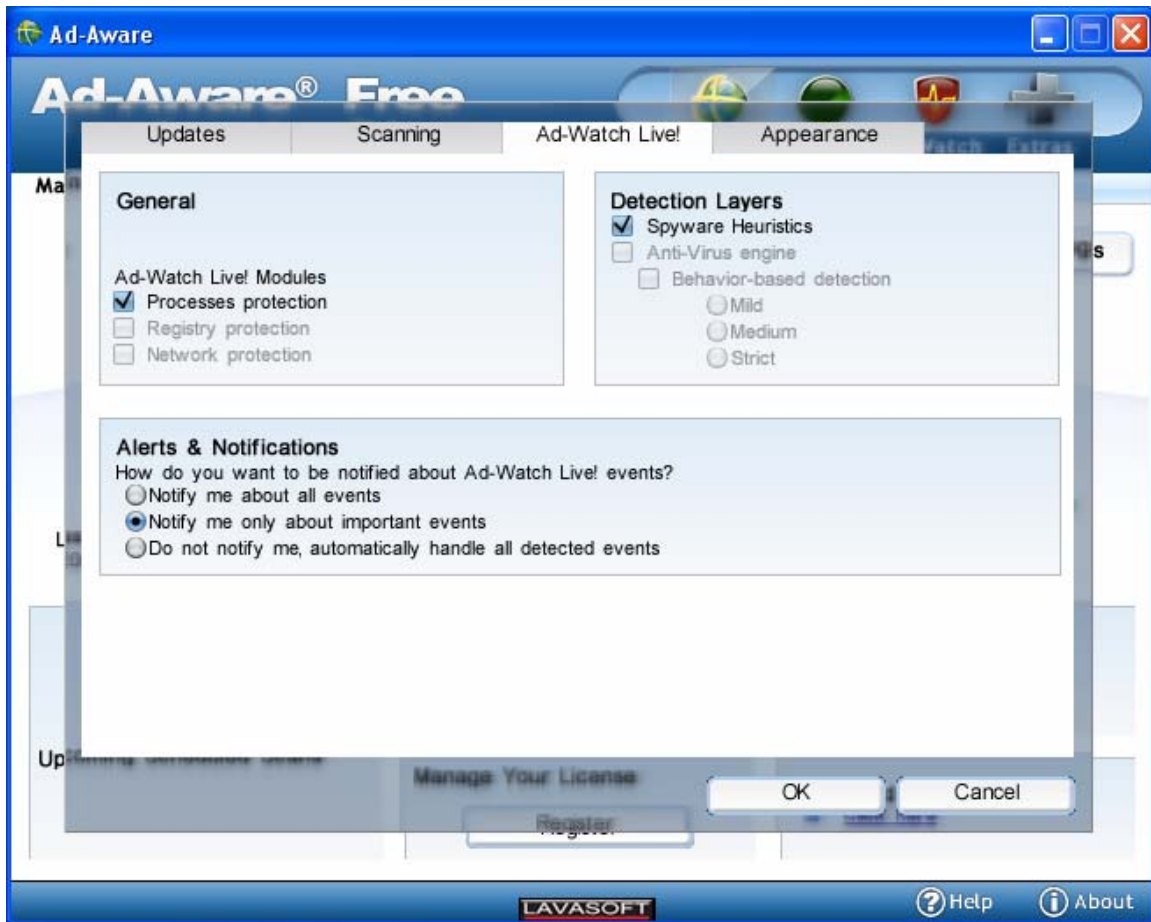 Ad-Aware
Ad-Aware® Free
Extras
Updates
Scanning
Ad-Watch Live!
Appearance
General
Ad-Watch Live! Modules
Processes protection
Registry protection
Network protection
Detection Layers
Spyware Heuristics
Anti-Virus engine
Behavior-based detection
Mild
Medium
Strict
Alerts & Notifications
How do you want to be notified about Ad-Watch Live! events?
Notify me about all events
Notify me only about important events
Do not notify me, automatically handle all detected events
Manage Your License
Register
OK
Cancel
LAVASOFT
Help
About